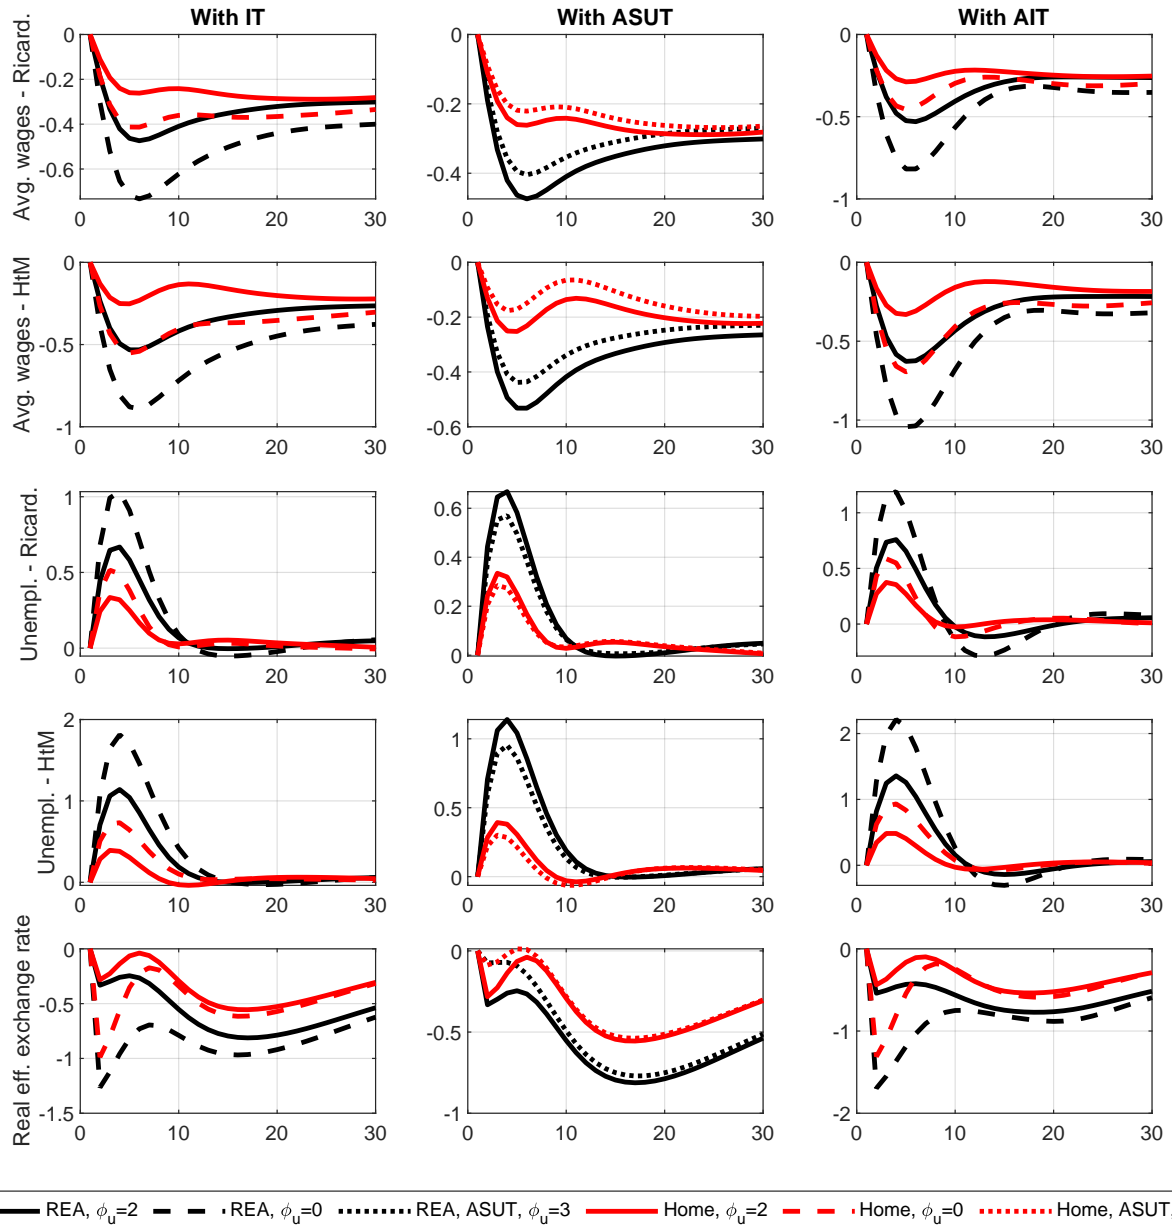 With IT
With ASUT
With AIT
Avg. wages - Ricard.
0
-0.2
-0.4
-0.6
0 10 20 30
0
-0.2
-0.4
0 10 20 30
0
-0.5
-1
0 10 20 30
Avg. wages - HtM
0
-0.5
-1
0 10 20 30
0
-0.2
-0.4
-0.6
0 10 20 30
0
-0.5
-1
0 10 20 30
Unempl. - Ricard.
1
0.5
0
0 10 20 30
0.6
0.4
0.2
0
0 10 20 30
1
0.5
0
0 10 20 30
Unempl. - HtM
2
1
0
0 10 20 30
1
0.5
0
0 10 20 30
2
1
0
0 10 20 30
Real eff. exchange rate
0
-0.5
-1
-1.5
0 10 20 30
0
-0.5
-1
0 10 20 30
0
-1
-2
0 10 20 30
REA, ϕu=2 REA, ϕu=0 REA, ASUT, ϕu=3 Home, ϕu=2 Home, ϕu=0 Home, ASUT,